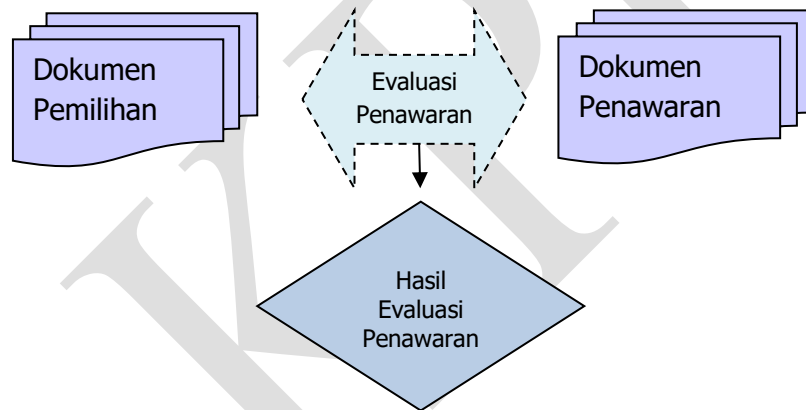 Dokumen
Pemilihan
Evaluasi
Penawaran
Dokumen
Penawaran
Hasil
Evaluasi
Penawaran